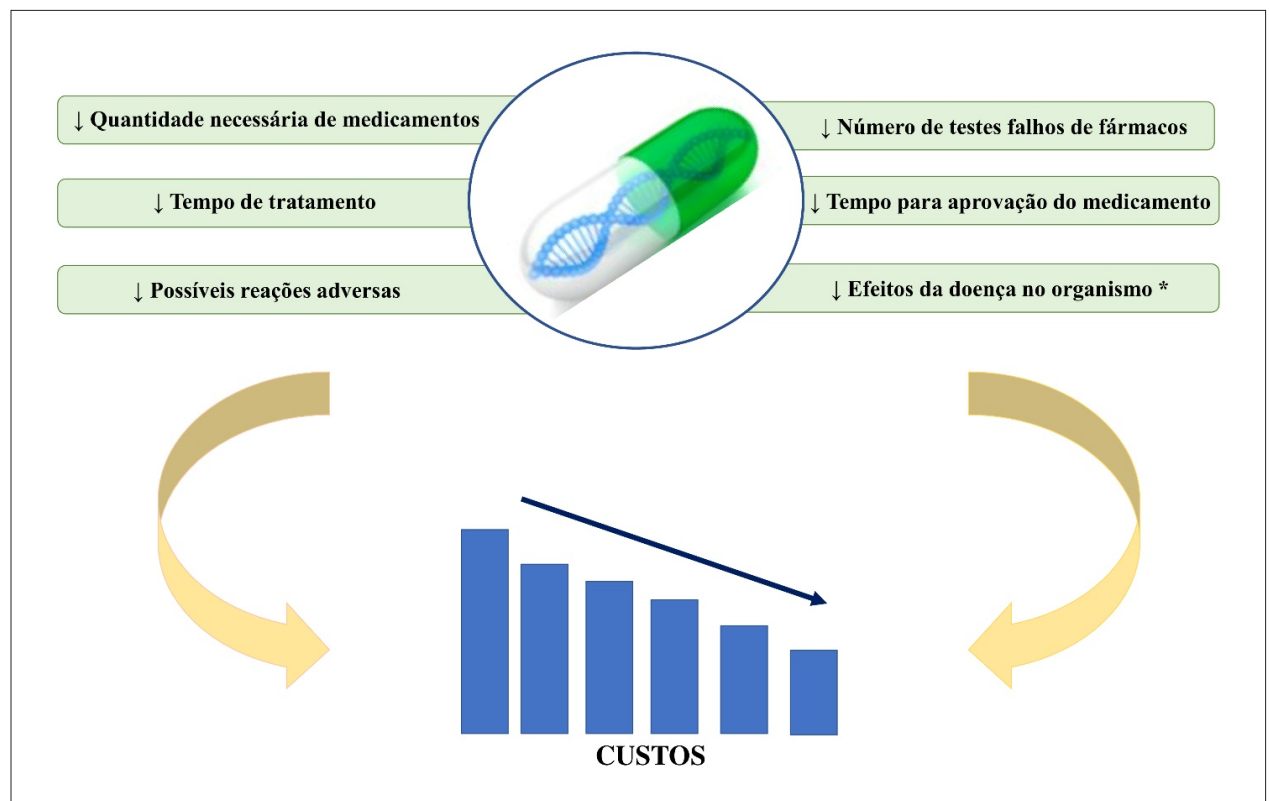 ↓ Quantidade necessária de medicamentos
↓ Tempo de tratamento
↓ Possíveis reações adversas
↓ Número de testes falhos de fármacos
↓ Tempo para aprovação do medicamento
↓ Efeitos da doença no organismo *
CUSTOS